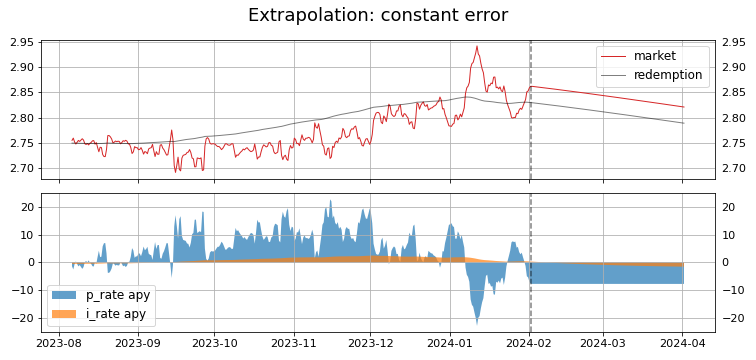 Extrapolation: constant error
2.95 2.95
market
2.90 2.90
redemption
2.85 2.85
2.80 2.80
2.75 2.75
2.70 2.70
20 20
10 10
0 0
p_rate apy
−10 −10
i_rate apy
−20 −20
2023-08 2023-09 2023-10 2023-11 2023-12 2024-01 2024-02 2024-03 2024-04